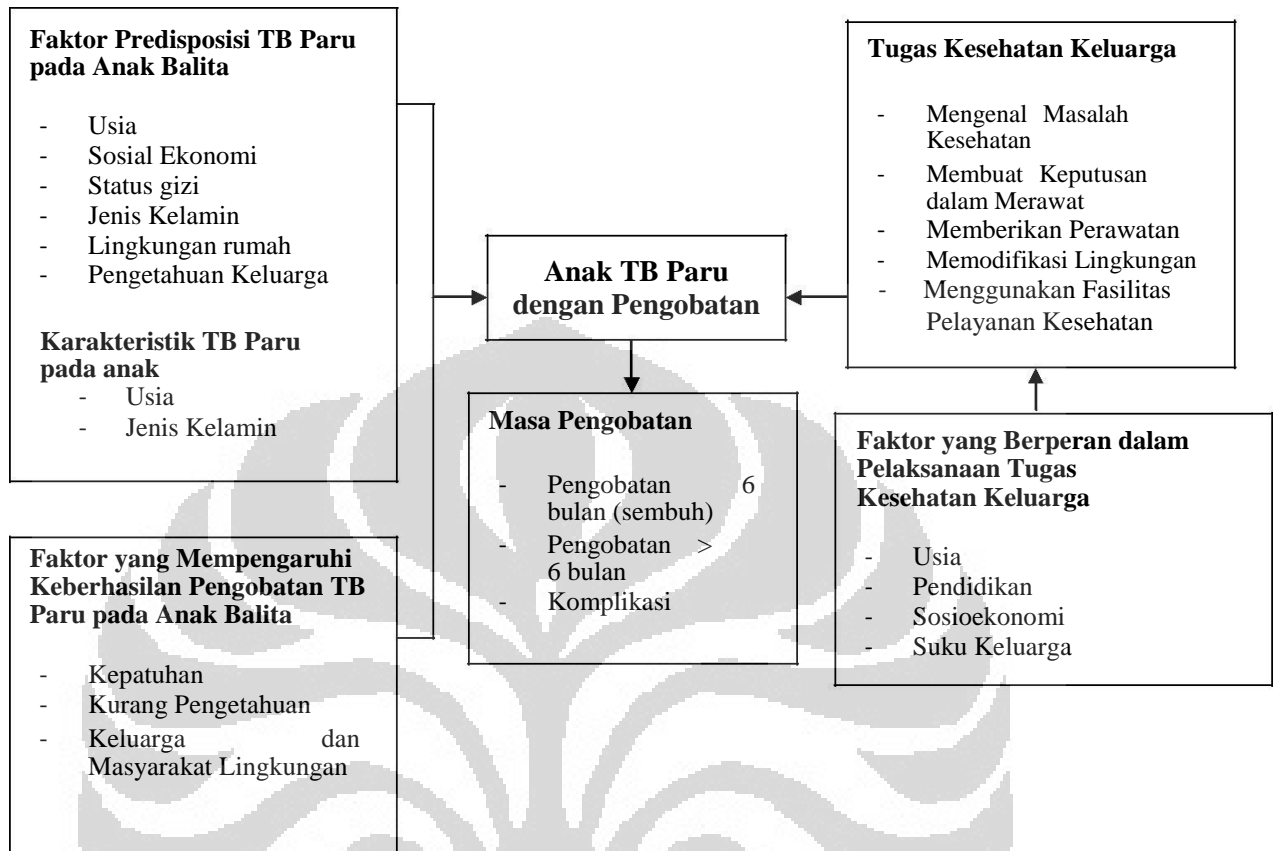 Faktor Predisposisi TB Paru
pada Anak Balita
- Usia
- Sosial Ekonomi
- Status gizi
- Jenis Kelamin
- Lingkungan rumah
- Pengetahuan Keluarga
Karakteristik TB Paru
pada anak
- Usia
- Jenis Kelamin
Faktor yang Mempengaruhi
Keberhasilan Pengobatan TB
Paru pada Anak Balita
- Kepatuhan
- Kurang Pengetahuan
- Keluarga dan
Masyarakat Lingkungan
Anak TB Paru
dengan Pengobatan
Masa Pengobatan
- Pengobatan 6
bulan (sembuh)
- Pengobatan >
6 bulan
- Komplikasi
Tugas Kesehatan Keluarga
- Mengenal Masalah
Kesehatan
- Membuat Keputusan
dalam Merawat
- Memberikan Perawatan
- Memodifikasi Lingkungan
- Menggunakan Fasilitas
Pelayanan Kesehatan
Faktor yang Berperan dalam
Pelaksanaan Tugas
Kesehatan Keluarga
- Usia
- Pendidikan
- Sosioekonomi
- Suku Keluarga